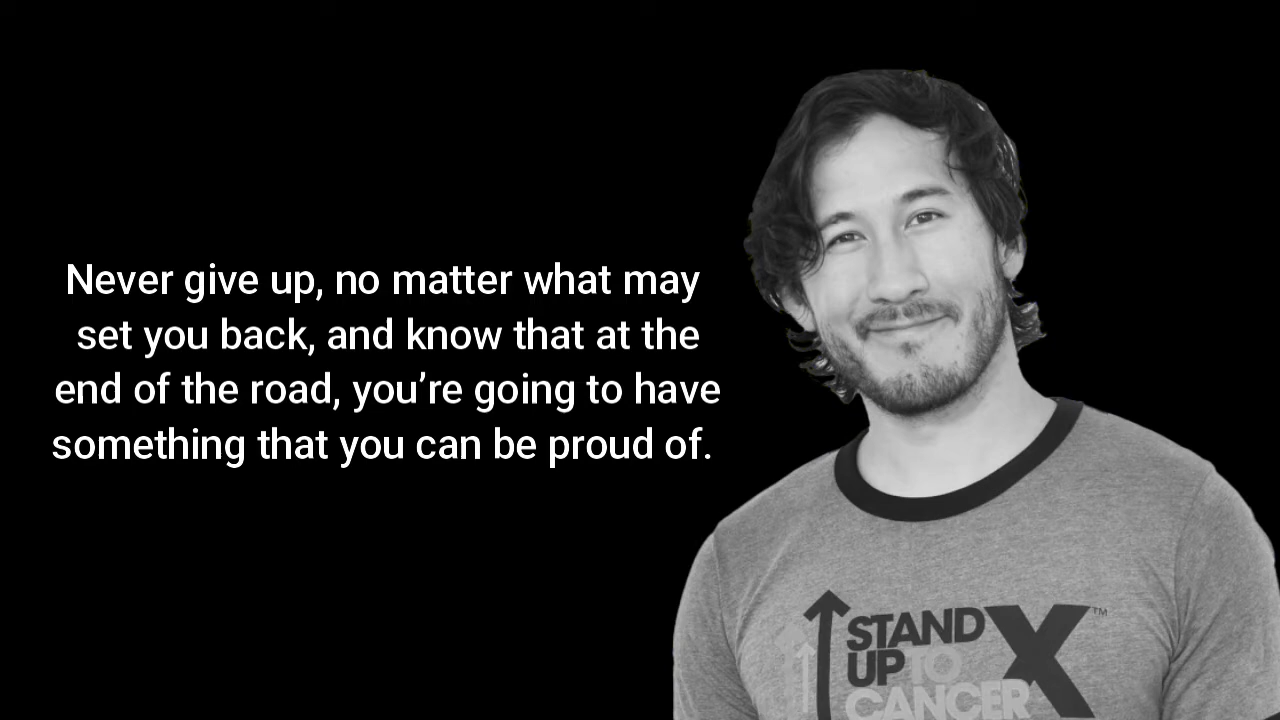 Never give up, no matter what may
set you back, and know that at the
end of the road, you’re going to have
something that you can be proud of.
STAND
UP TO
CANCER
X™